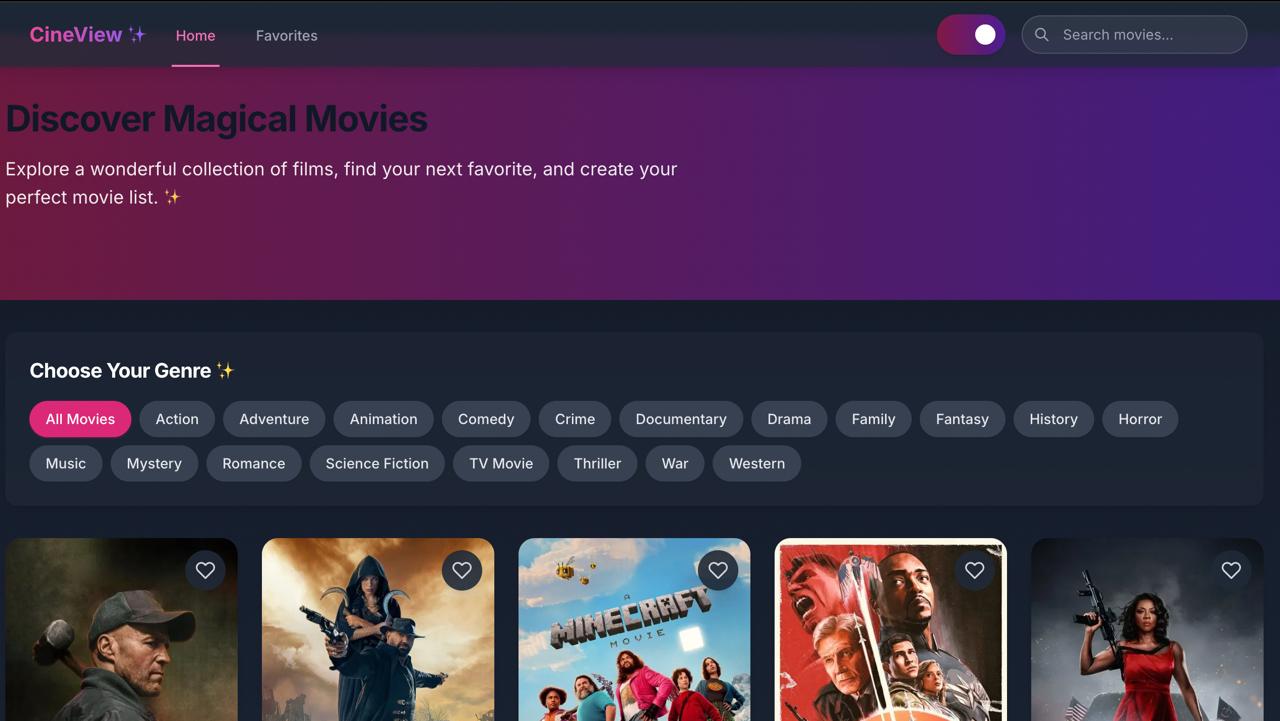 CineView ✨
Home
Favorites
Search movies...
Discover Magical Movies
Explore a wonderful collection of films, find your next favorite, and create your
perfect movie list. ✨
Choose Your Genre ✨
All Movies Action Adventure Animation Comedy Crime Documentary Drama Family Fantasy History Horror
Music Mystery Romance Science Fiction TV Movie Thriller War Western
A
MINECRAFT
MOVIE